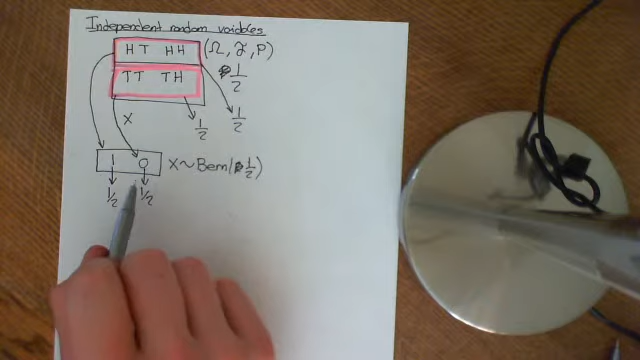 Independent random variables
HT HH (Ω, F, P)
1/2
TT TH
X 1/2 1/2
1 0 X~Bern(1/2)
1/2 1/2